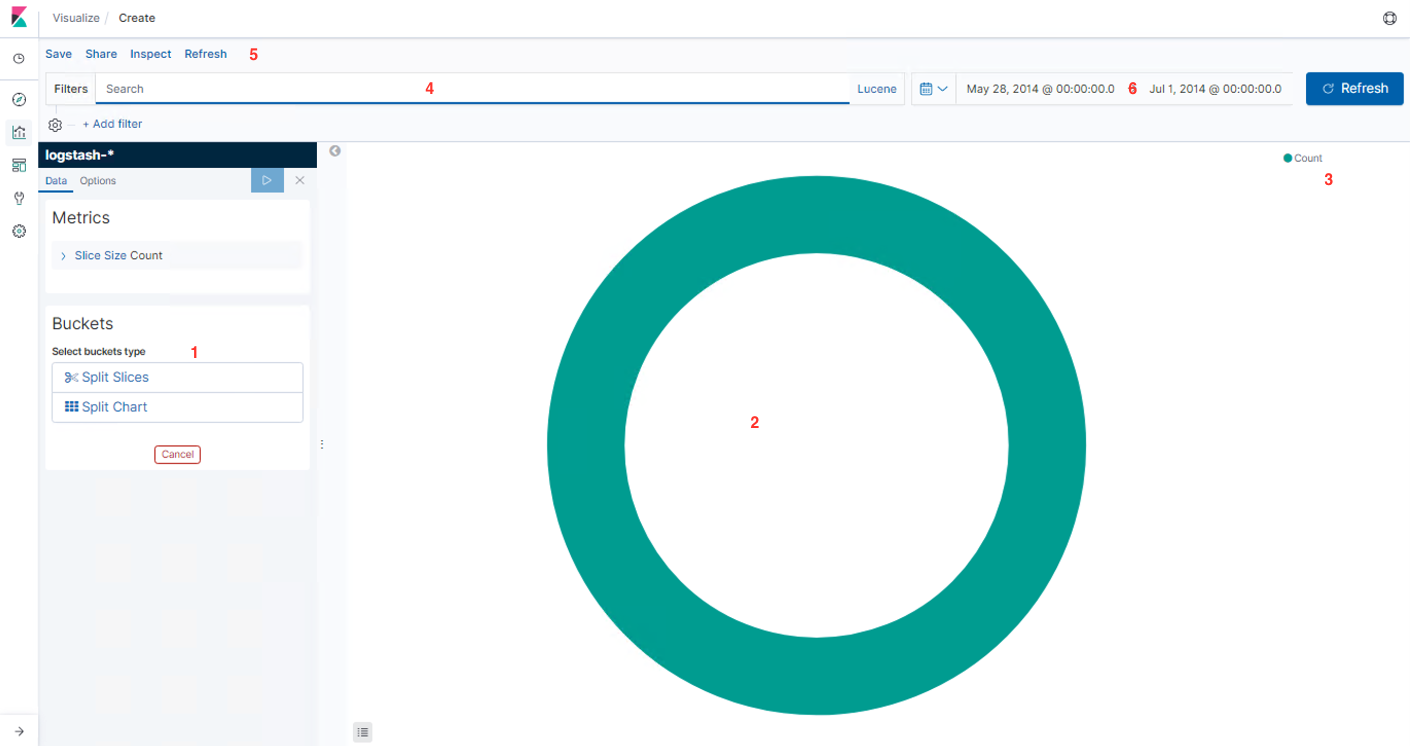 Visualize / Create
Save Share Inspect Refresh 5
Filters Search 4 Lucene May 28, 2014 @ 00:00:00.0 6 Jul 1, 2014 @ 00:00:00.0 Refresh
+ Add filter
logstash-*
Data Options
Metrics
Slice Size Count
Buckets
Select buckets type 1
Split Slices
Split Chart
Cancel
2
Count
3